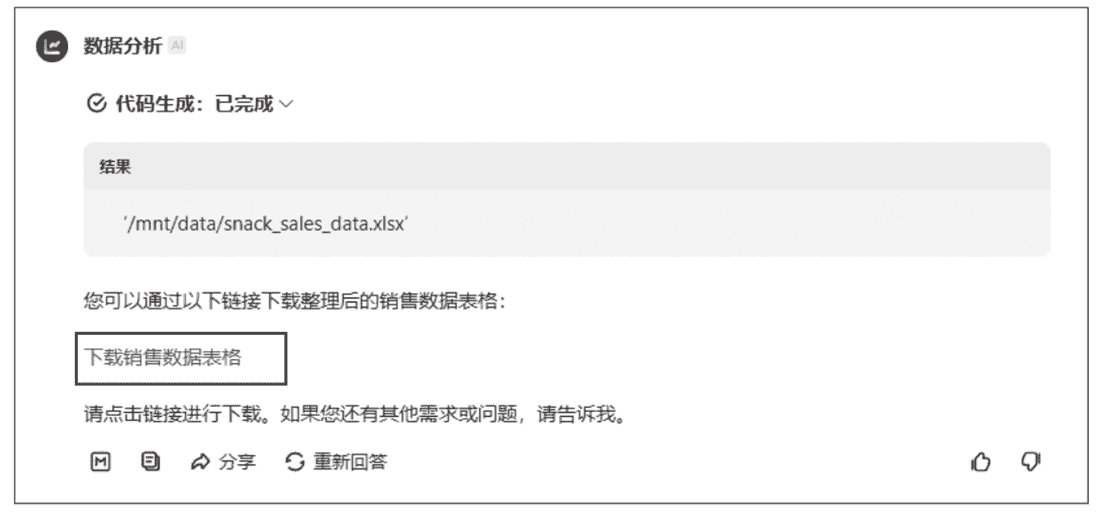 数据分析 AI
代码生成：已完成
结果
‘/mnt/data/snack_sales_data.xlsx’
您可以通过以下链接下载整理后的销售数据表格：
下载销售数据表格
请点击链接进行下载。如果您还有其他需求或问题，请告诉我。
M 分享 重新回答